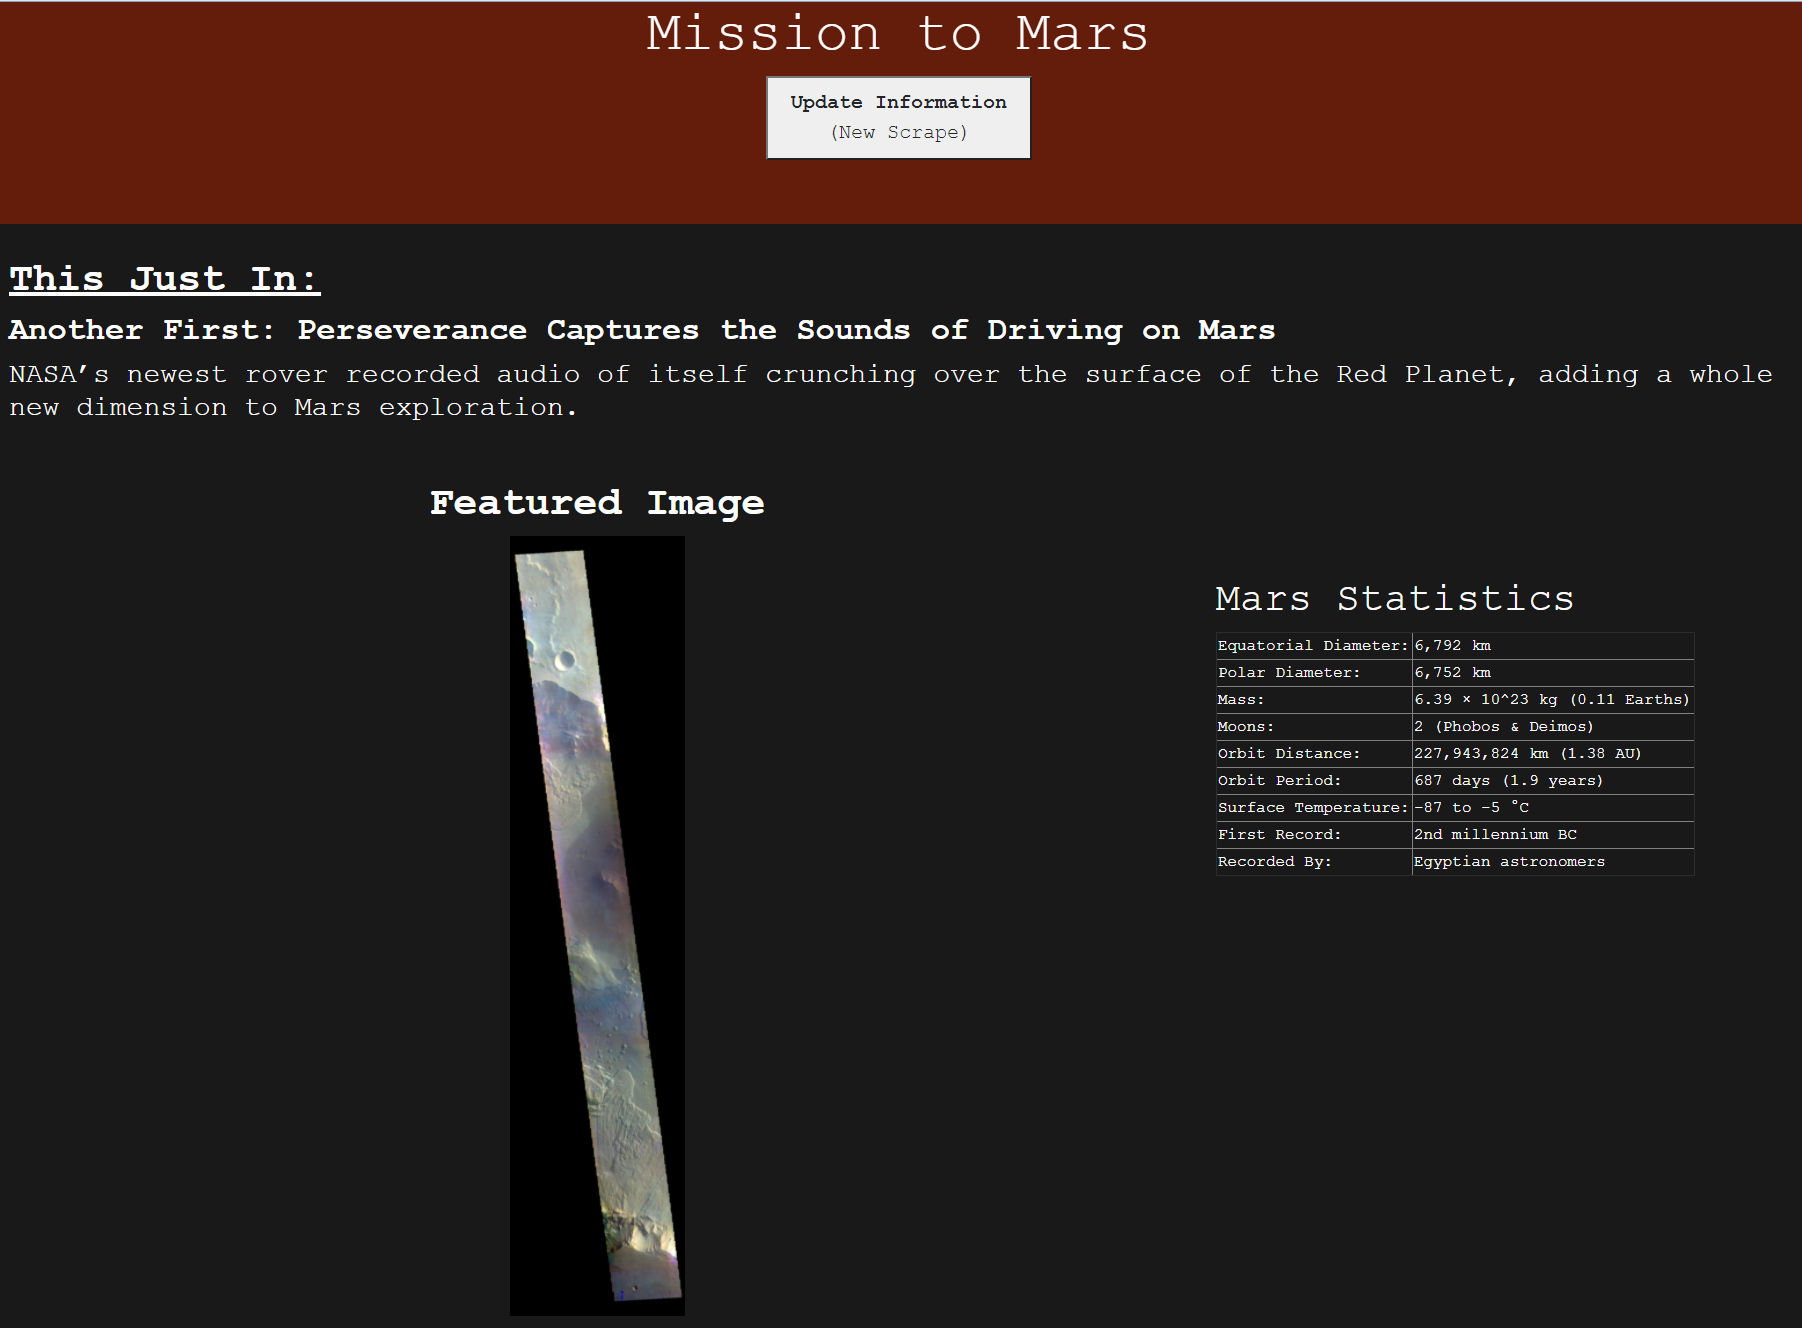 Mission to Mars
Update Information
(New Scrape)
This Just In:
Another First: Perseverance Captures the Sounds of Driving on Mars
NASA’s newest rover recorded audio of itself crunching over the surface of the Red Planet, adding a whole
new dimension to Mars exploration.
Featured Image
Mars Statistics
Equatorial Diameter: 6,792 km
Polar Diameter: 6,752 km
Mass: 6.39 × 10^23 kg (0.11 Earths)
Moons: 2 (Phobos & Deimos)
Orbit Distance: 227,943,824 km (1.38 AU)
Orbit Period: 687 days (1.9 years)
Surface Temperature: -87 to -5 °C
First Record: 2nd millennium BC
Recorded By: Egyptian astronomers